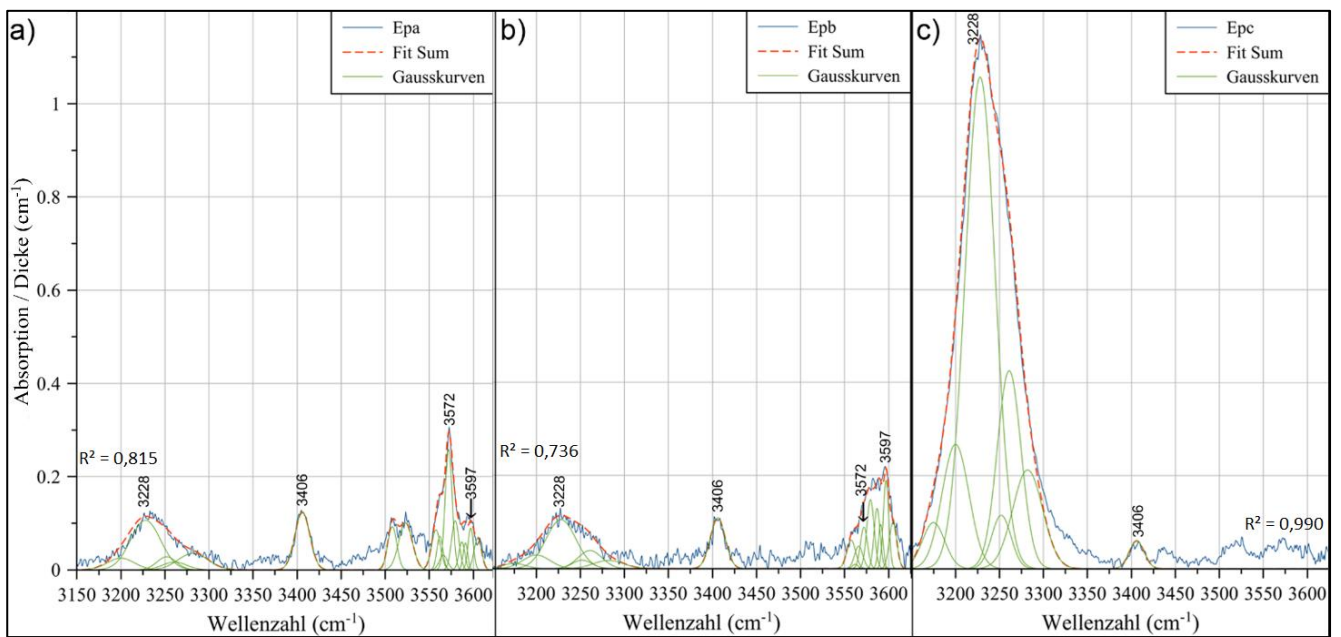 a)
Epa
Fit Sum
Gausskurven
b)
Epb
Fit Sum
Gausskurven
c)
Epc
Fit Sum
Gausskurven
Absorption / Dicke (cm⁻¹)
1
0.8
0.6
0.4
0.2
0
R² = 0,815
3228
3406
3572
3597
R² = 0,736
3228
3406
3572
3597
3228
3406
R² = 0,990
3150 3200 3250 3300 3350 3400 3450 3500 3550 3600
3200 3250 3300 3350 3400 3450 3500 3550 3600
3200 3250 3300 3350 3400 3450 3500 3550 3600
Wellenzahl (cm⁻¹)
Wellenzahl (cm⁻¹)
Wellenzahl (cm⁻¹)